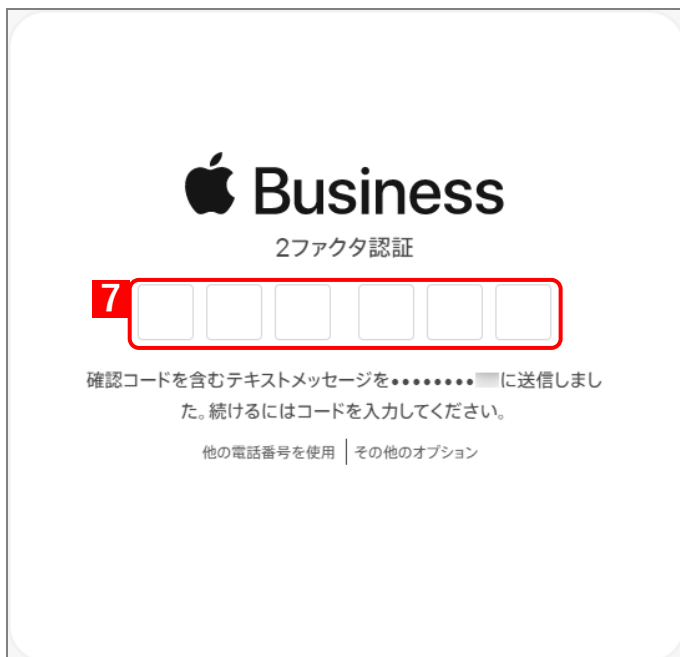 Business
2ファクタ認証
7
確認コードを含むテキストメッセージを••••••••に送信しまし
た。続けるにはコードを入力してください。
他の電話番号を使用 | その他のオプション